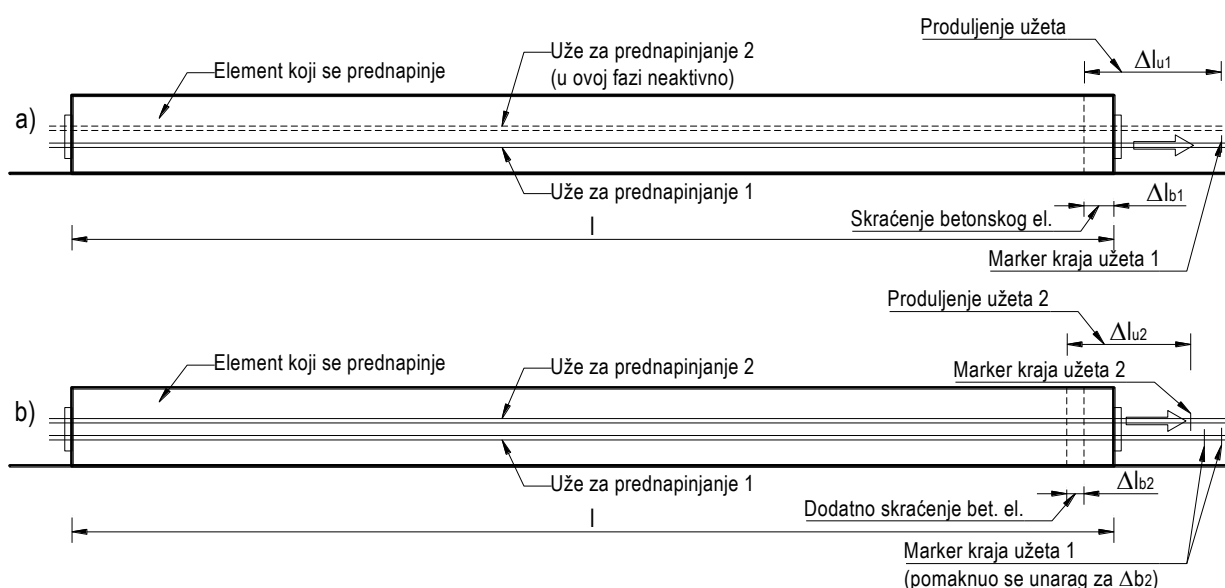 Produljenje užeta
Δlu1
Uže za prednapinjanje 2
(u ovoj fazi neaktivno)
Element koji se prednapinje
a)
Uže za prednapinjanje 1
Δlb1
Skraćenje betonskog el.
l
Marker kraja užeta 1
Produljenje užeta 2
Δlu2
Element koji se prednapinje
Uže za prednapinjanje 2
Marker kraja užeta 2
b)
Uže za prednapinjanje 1
Δlb2
Dodatno skraćenje bet. el.
l
Marker kraja užeta 1
(pomaknuo se unarag za Δb2)